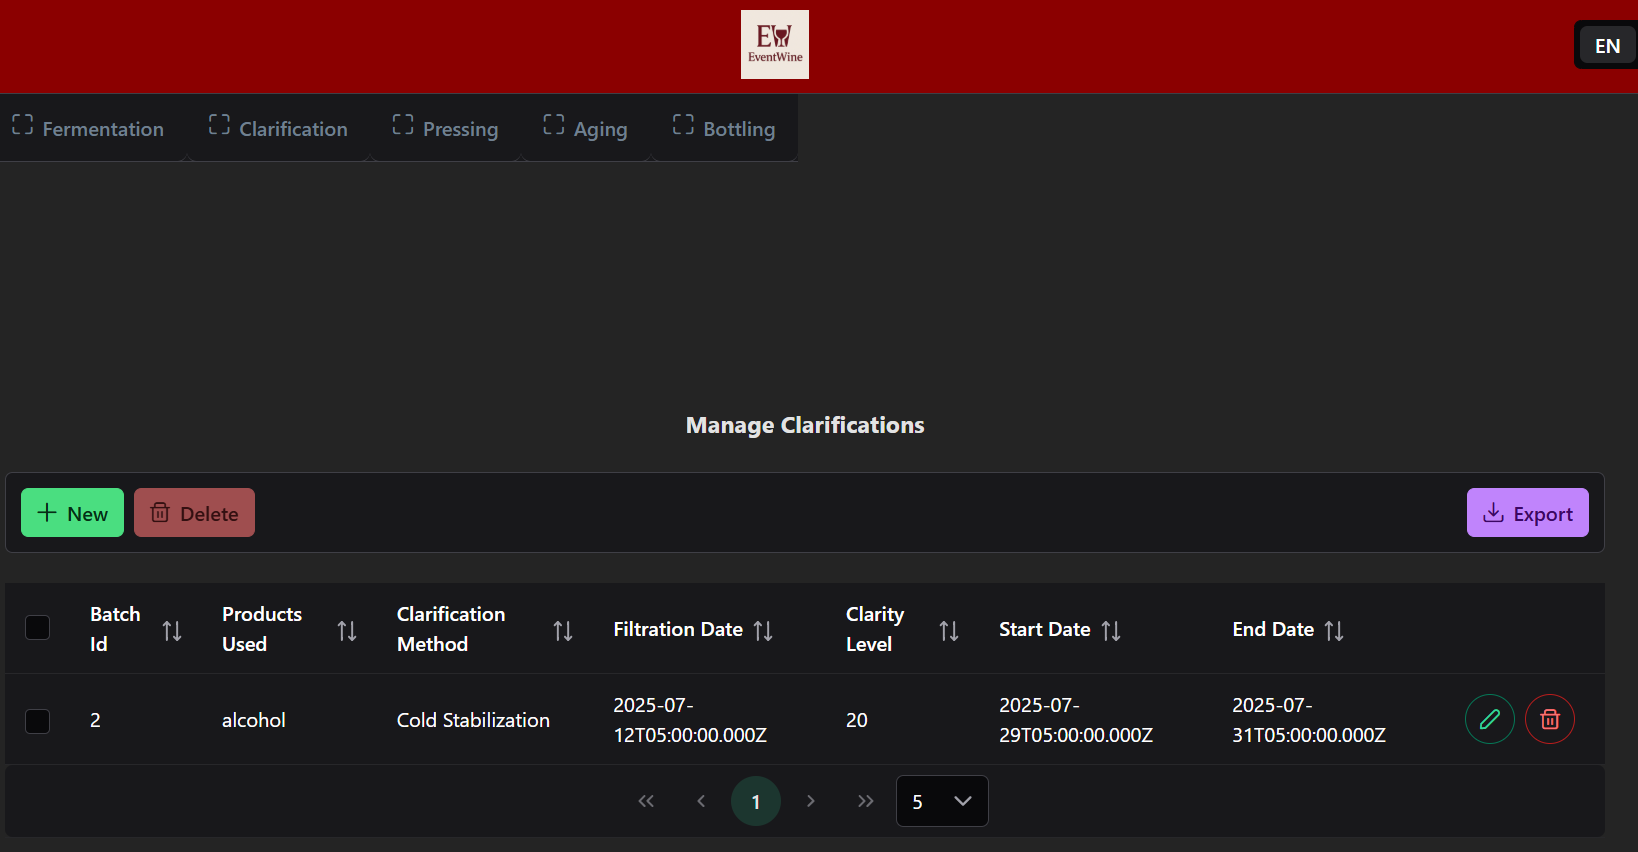 EW
EventWine
EN
Fermentation
Clarification
Pressing
Aging
Bottling
Manage Clarifications
New
Delete
Export
Batch
Id
Products
Used
Clarification
Method
Filtration Date
Clarity
Level
Start Date
End Date
2
alcohol
Cold Stabilization
2025-07-
12T05:00:00.000Z
20
2025-07-
29T05:00:00.000Z
2025-07-
31T05:00:00.000Z
1
5